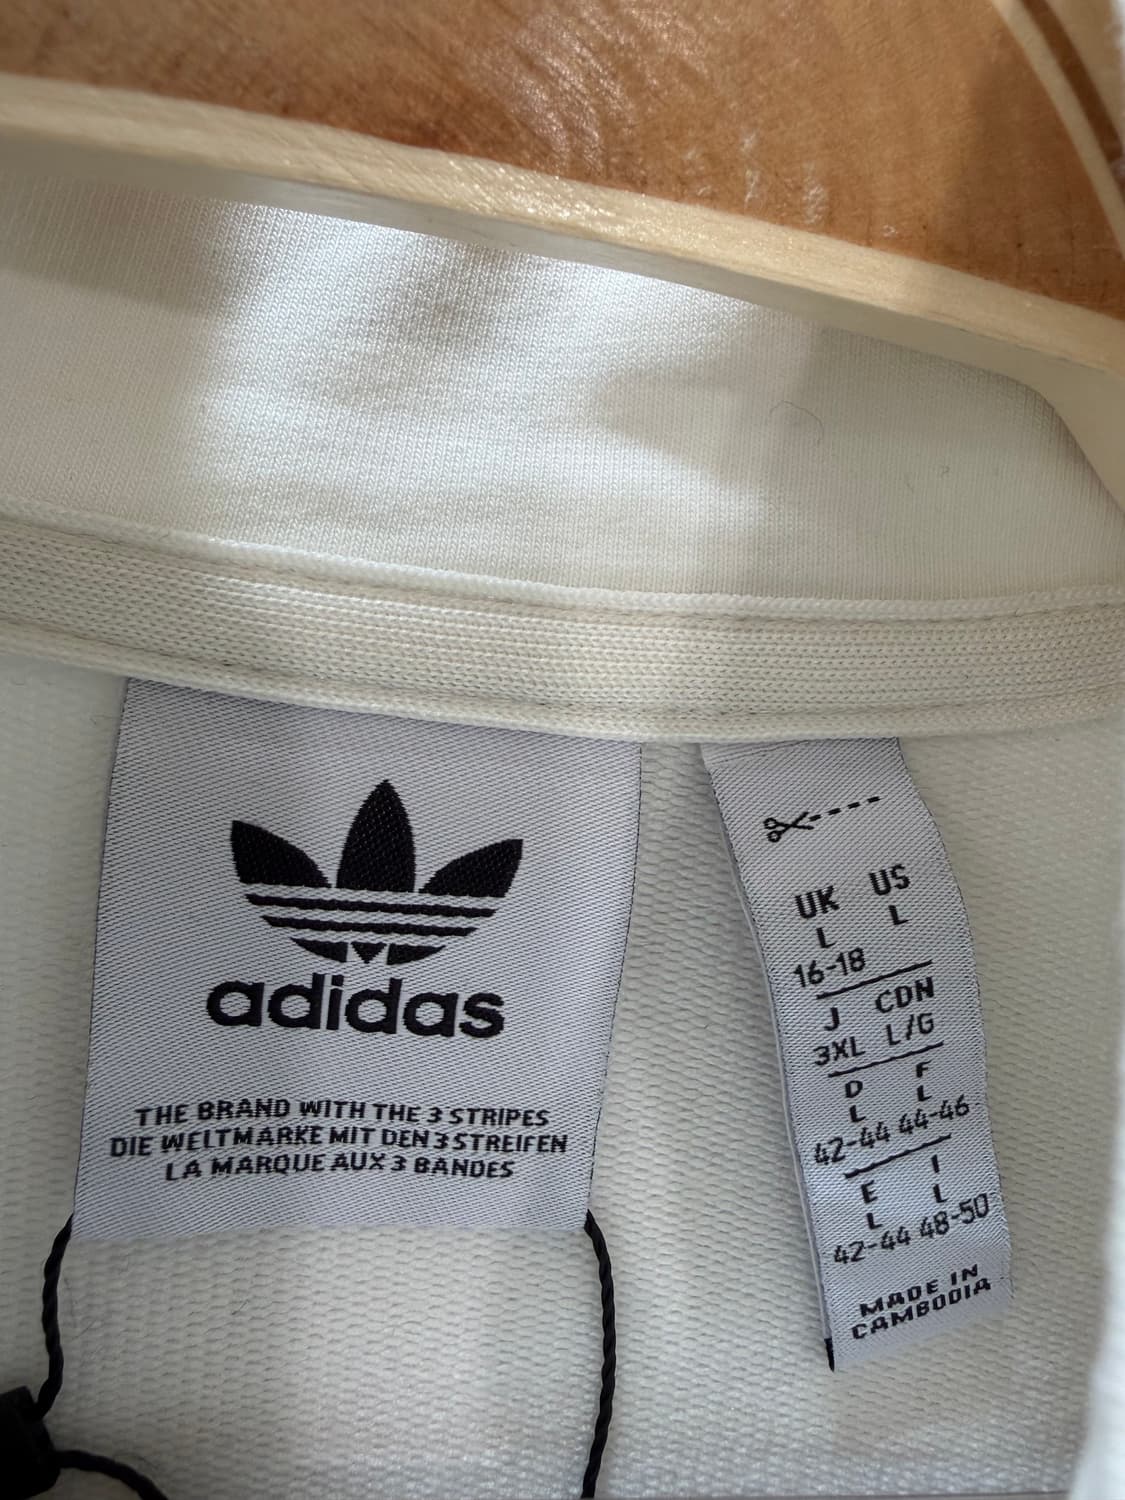 adidas
THE BRAND WITH THE 3 STRIPES
DIE WELTMARKE MIT DEN 3 STREIFEN
LA MARQUE AUX 3 BANDES
UK US
L L
16-18
J CDN
3XL L/G
D F
L L
42-44 44-46
E I
L L
42-44 48-50
MADE IN
CAMBODIA